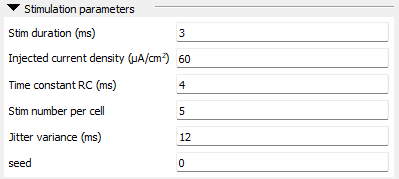 Stimulation parameters
Stim duration (ms) 3
Injected current density (µA/cm²) 60
Time constant RC (ms) 4
Stim number per cell 5
Jitter variance (ms) 12
seed 0